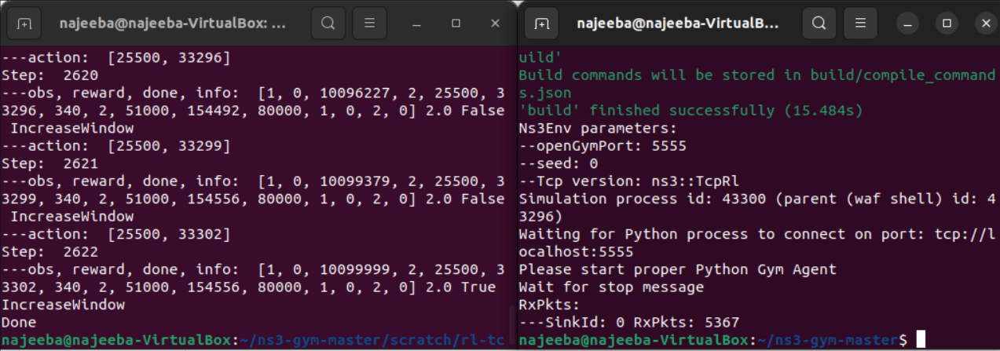 najeeba@najeeba-VirtualBox: ...
---action:  [25500, 33296]
Step:  2620
---obs, reward, done, info:  [1, 0, 10096227, 2, 25500, 3
3296, 340, 2, 51000, 154492, 80000, 1, 0, 2, 0] 2.0 False
 IncreaseWindow
---action:  [25500, 33299]
Step:  2621
---obs, reward, done, info:  [1, 0, 10099379, 2, 25500, 3
3299, 340, 2, 51000, 154556, 80000, 1, 0, 2, 0] 2.0 False
 IncreaseWindow
---action:  [25500, 33302]
Step:  2622
---obs, reward, done, info:  [1, 0, 10099999, 2, 25500, 3
3302, 340, 2, 51000, 154556, 80000, 1, 0, 2, 0] 2.0 True
IncreaseWindow
Done
najeeba@najeeba-VirtualBox:~/ns3-gym-master/scratch/rl-tc
najeeba@najeeba-VirtualB...
uild'
Build commands will be stored in build/compile_command
s.json
'build' finished successfully (15.484s)
Ns3Env parameters:
--openGymPort: 5555
--seed: 0
--Tcp version: ns3::TcpRl
Simulation process id: 43300 (parent (waf shell) id: 4
3296)
Waiting for Python process to connect on port: tcp://l
ocalhost:5555
Please start proper Python Gym Agent
Wait for stop message
RxPkts:
---SinkId: 0 RxPkts: 5367
najeeba@najeeba-VirtualBox:~/ns3-gym-master$